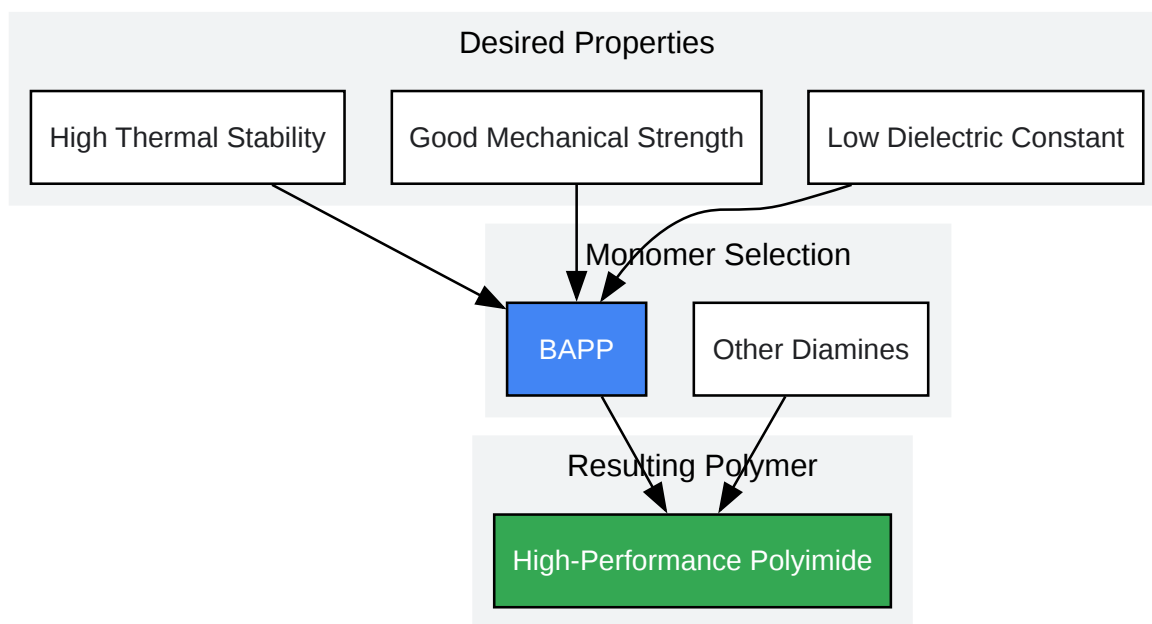 Desired Properties
High Thermal Stability
Good Mechanical Strength
Low Dielectric Constant
Monomer Selection
BAPP
Other Diamines
Resulting Polymer
High-Performance Polyimide